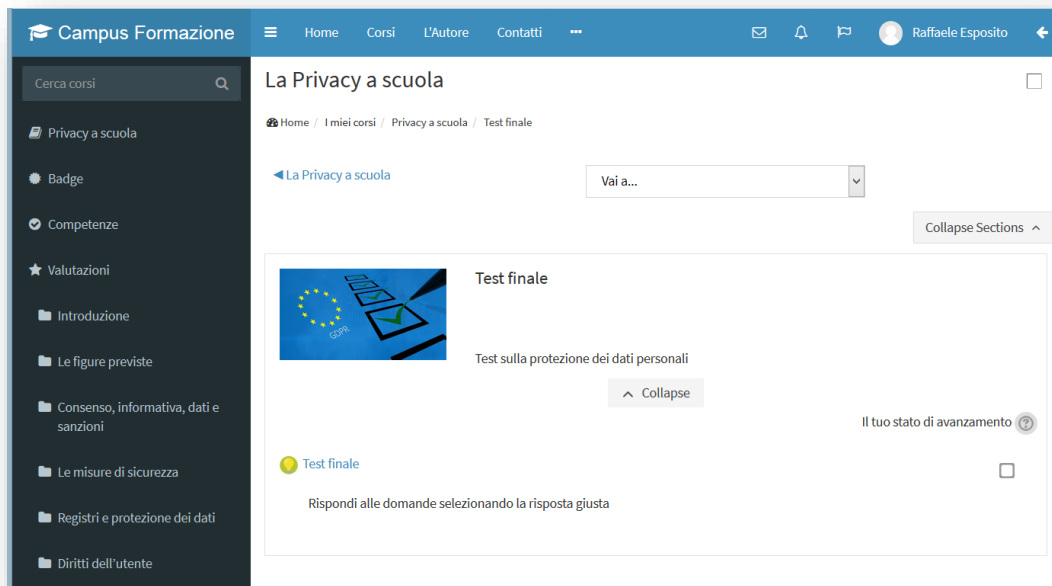 Campus Formazione
Home Corsi L'Autore Contatti
Raffaele Esposito
Cerca corsi
Privacy a scuola
Badge
Competenze
Valutazioni
Introduzione
Le figure previste
Consenso, informativa, dati e
sanzioni
Le misure di sicurezza
Registri e protezione dei dati
Diritti dell'utente
La Privacy a scuola
Home / I miei corsi / Privacy a scuola / Test finale
La Privacy a scuola
Vai a...
Collapse Sections
GDPR
Test finale
Test sulla protezione dei dati personali
Collapse
Il tuo stato di avanzamento
Test finale
Rispondi alle domande selezionando la risposta giusta